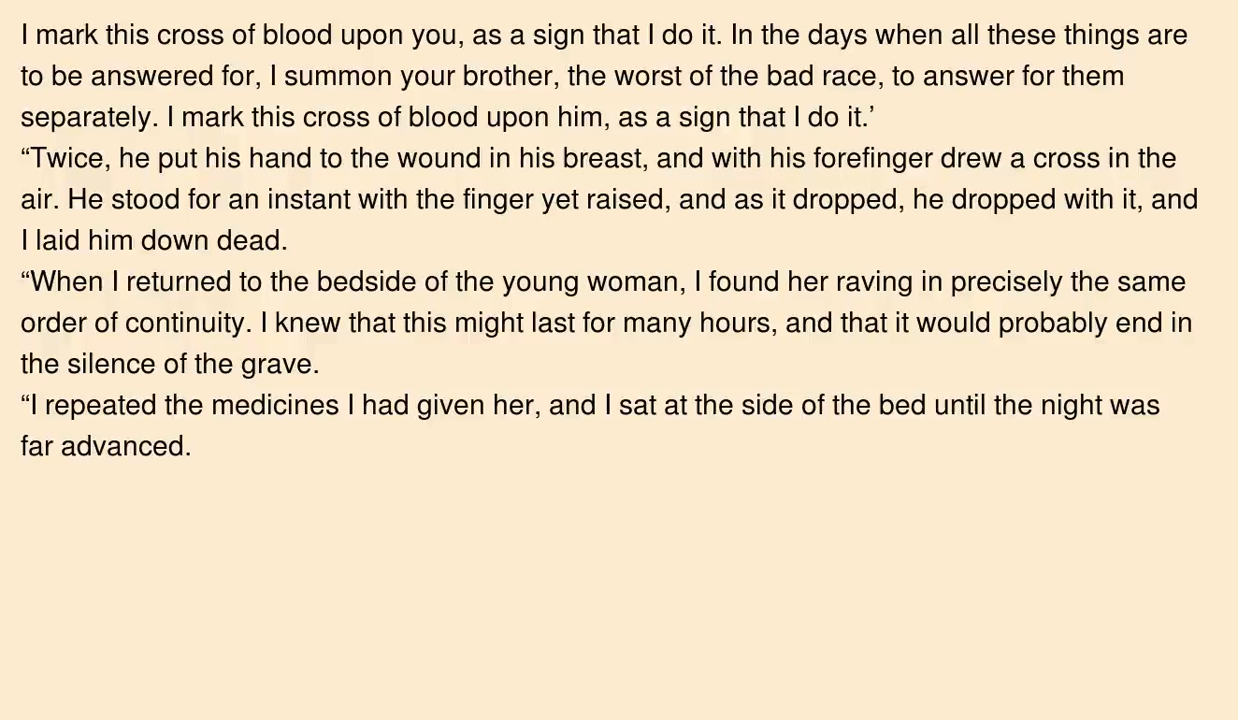 I mark this cross of blood upon you, as a sign that I do it. In the days when all these things are
to be answered for, I summon your brother, the worst of the bad race, to answer for them
separately. I mark this cross of blood upon him, as a sign that I do it.’
“Twice, he put his hand to the wound in his breast, and with his forefinger drew a cross in the
air. He stood for an instant with the finger yet raised, and as it dropped, he dropped with it, and
I laid him down dead.
“When I returned to the bedside of the young woman, I found her raving in precisely the same
order of continuity. I knew that this might last for many hours, and that it would probably end in
the silence of the grave.
“I repeated the medicines I had given her, and I sat at the side of the bed until the night was
far advanced.